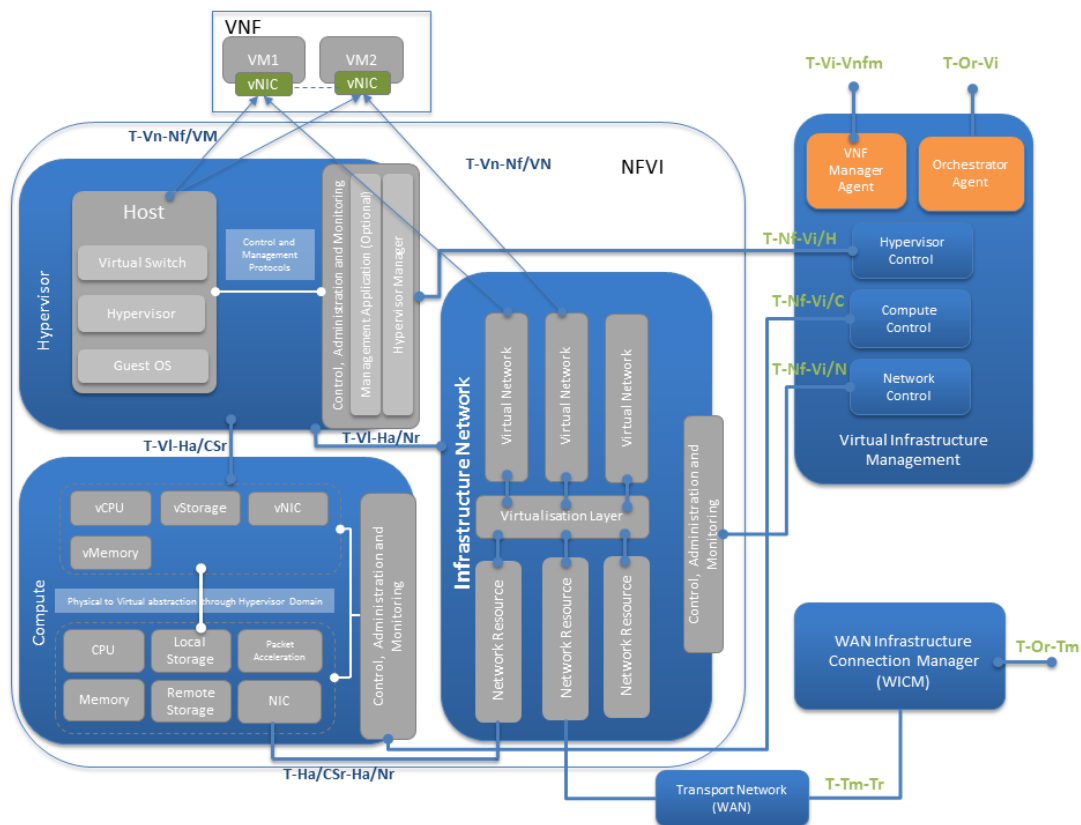 VNF
VM1
VM2
vNIC
vNIC
T-Vi-Vnfm
T-Or-Vi
T-Vn-Nf/VM
T-Vn-Nf/VN
NFVI
VNF
Manager
Agent
Orchestrator
Agent
Hypervisor
Host
Virtual Switch
Hypervisor
Guest OS
Control and
Management
Protocols
Control, Administration and Monitoring
Management Application (Optional)
Hypervisor Manager
T-Nf-Vi/H
Hypervisor
Control
T-Nf-Vi/C
Compute
Control
T-Nf-Vi/N
Network
Control
Virtual Infrastructure
Management
T-Vl-Ha/CSr
T-Vl-Ha/Nr
Infrastructure Network
Virtual Network
Virtual Network
Virtual Network
Virtualisation Layer
Network Resource
Network Resource
Network Resource
Control, Administration and
Monitoring
Compute
vCPU
vStorage
vNIC
vMemory
Physical to Virtual abstraction through Hypervisor Domain
CPU
Local
Storage
Packet
Acceleration
Memory
Remote
Storage
NIC
Control, Administration and
Monitoring
T-Ha/CSr-Ha/Nr
WAN Infrastructure
Connection Manager
(WICM)
T-Or-Tm
Transport Network
(WAN)
T-Tm-Tr